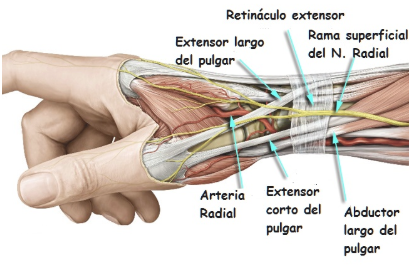 Retináculo extensor
Extensor largo
del pulgar
Rama superficial
del N. Radial
Arteria
Radial
Extensor
corto del
pulgar
Abductor
largo del
pulgar